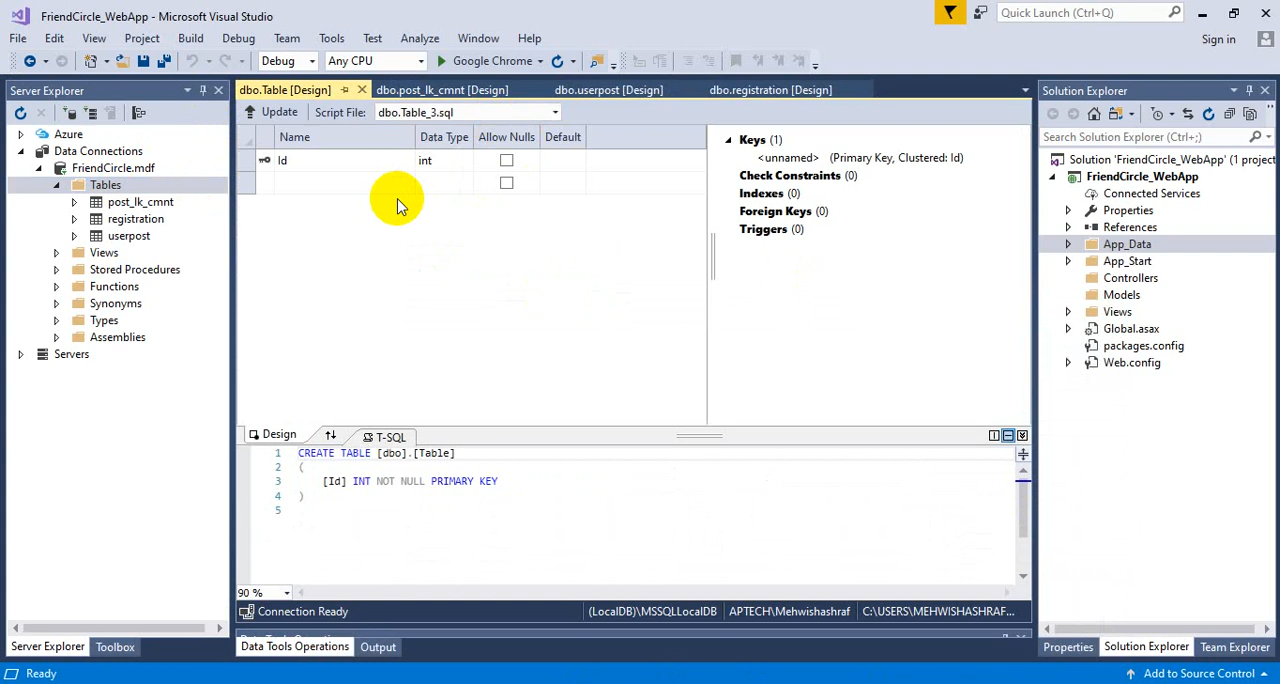 FriendCircle_WebApp - Microsoft Visual Studio
Quick Launch (Ctrl+Q)
File Edit View Project Build Debug Team Tools Test Analyze Window Help
Sign in
Debug Any CPU Google Chrome
Server Explorer
Azure
Data Connections
FriendCircle.mdf
Tables
post_lk_cmnt
registration
userpost
Views
Stored Procedures
Functions
Synonyms
Types
Assemblies
Servers
Server Explorer Toolbox
dbo.Table [Design] dbo.post_lk_cmnt [Design] dbo.userpost [Design] dbo.registration [Design]
Update Script File: dbo.Table_3.sql
Name Data Type Allow Nulls Default
Id int
Keys (1)
<unnamed> (Primary Key, Clustered: Id)
Check Constraints (0)
Indexes (0)
Foreign Keys (0)
Triggers (0)
Design T-SQL
1 CREATE TABLE [dbo].[Table]
2 (
3 [Id] INT NOT NULL PRIMARY KEY
4 )
5
90 %
Connection Ready (LocalDB)\MSSQLLocalDB APTECH\Mehwishashraf C:\USERS\MEHWISHASHRAF...
Data Tools Operations Output
Solution Explorer
Search Solution Explorer (Ctrl+;)
Solution 'FriendCircle_WebApp' (1 project
FriendCircle_WebApp
Connected Services
Properties
References
App_Data
App_Start
Controllers
Models
Views
Global.asax
packages.config
Web.config
Properties Solution Explorer Team Explorer
Ready Add to Source Control